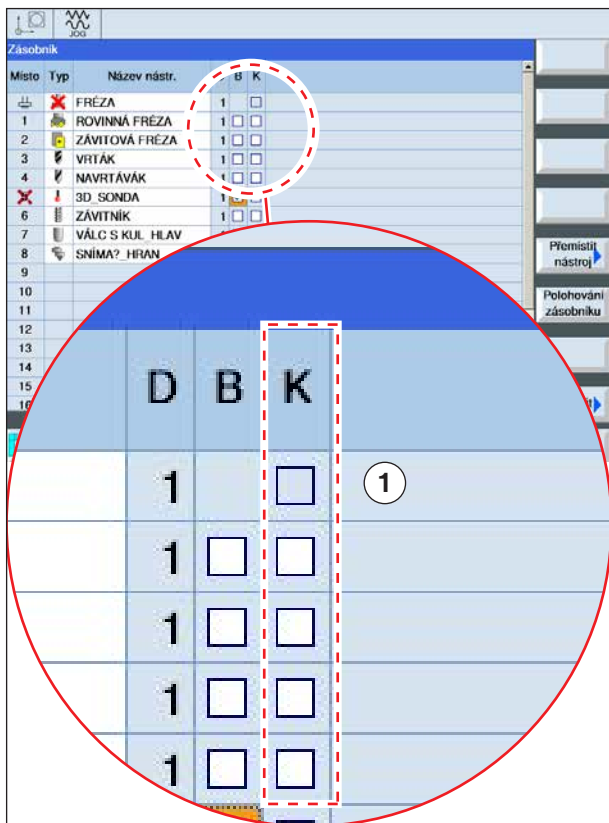 JOG
Zásobník
Místo Typ Název nástr. B K
FRÉZA 1
1 ROVINNÁ FRÉZA 1
2 ZÁVITOVÁ FRÉZA 1
3 VRTÁK 1
4 NAVRTÁVÁK 1
3D_SONDA 1
6 ZÁVITNÍK 1
7 VÁLC S KUL_HLAV
8 SNÍMA?_HRAN
9
10
11
12
13
14
15
Přemístit
nástroj
Polohování
zásobníku
D B K
1
1
1
1
1
1